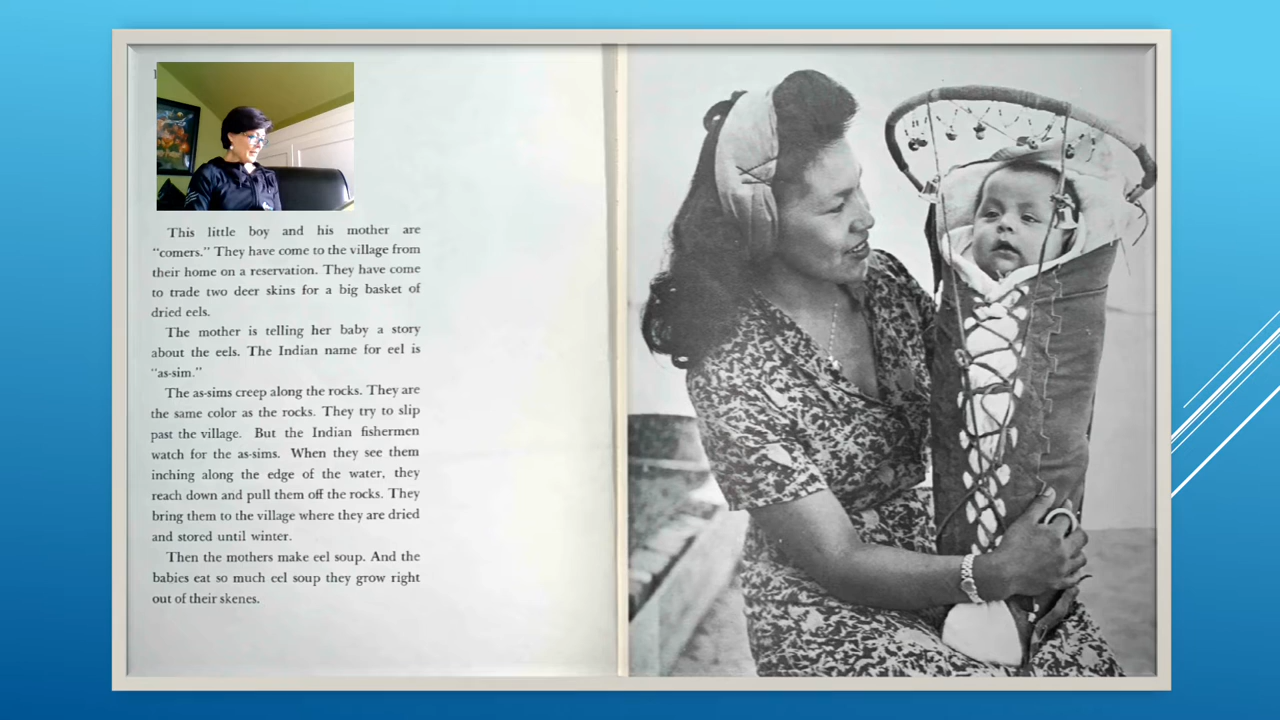 This little boy and his mother are
"comers." They have come to the village from
their home on a reservation. They have come
to trade two deer skins for a big basket of
dried eels.
The mother is telling her baby a story
about the eels. The Indian name for eel is
"as-sim."
The as-sims creep along the rocks. They are
the same color as the rocks. They try to slip
past the village. But the Indian fishermen
watch for the as-sims. When they see them
inching along the edge of the water, they
reach down and pull them off the rocks. They
bring them to the village where they are dried
and stored until winter.
Then the mothers make eel soup. And the
babies eat so much eel soup they grow right
out of their skenes.